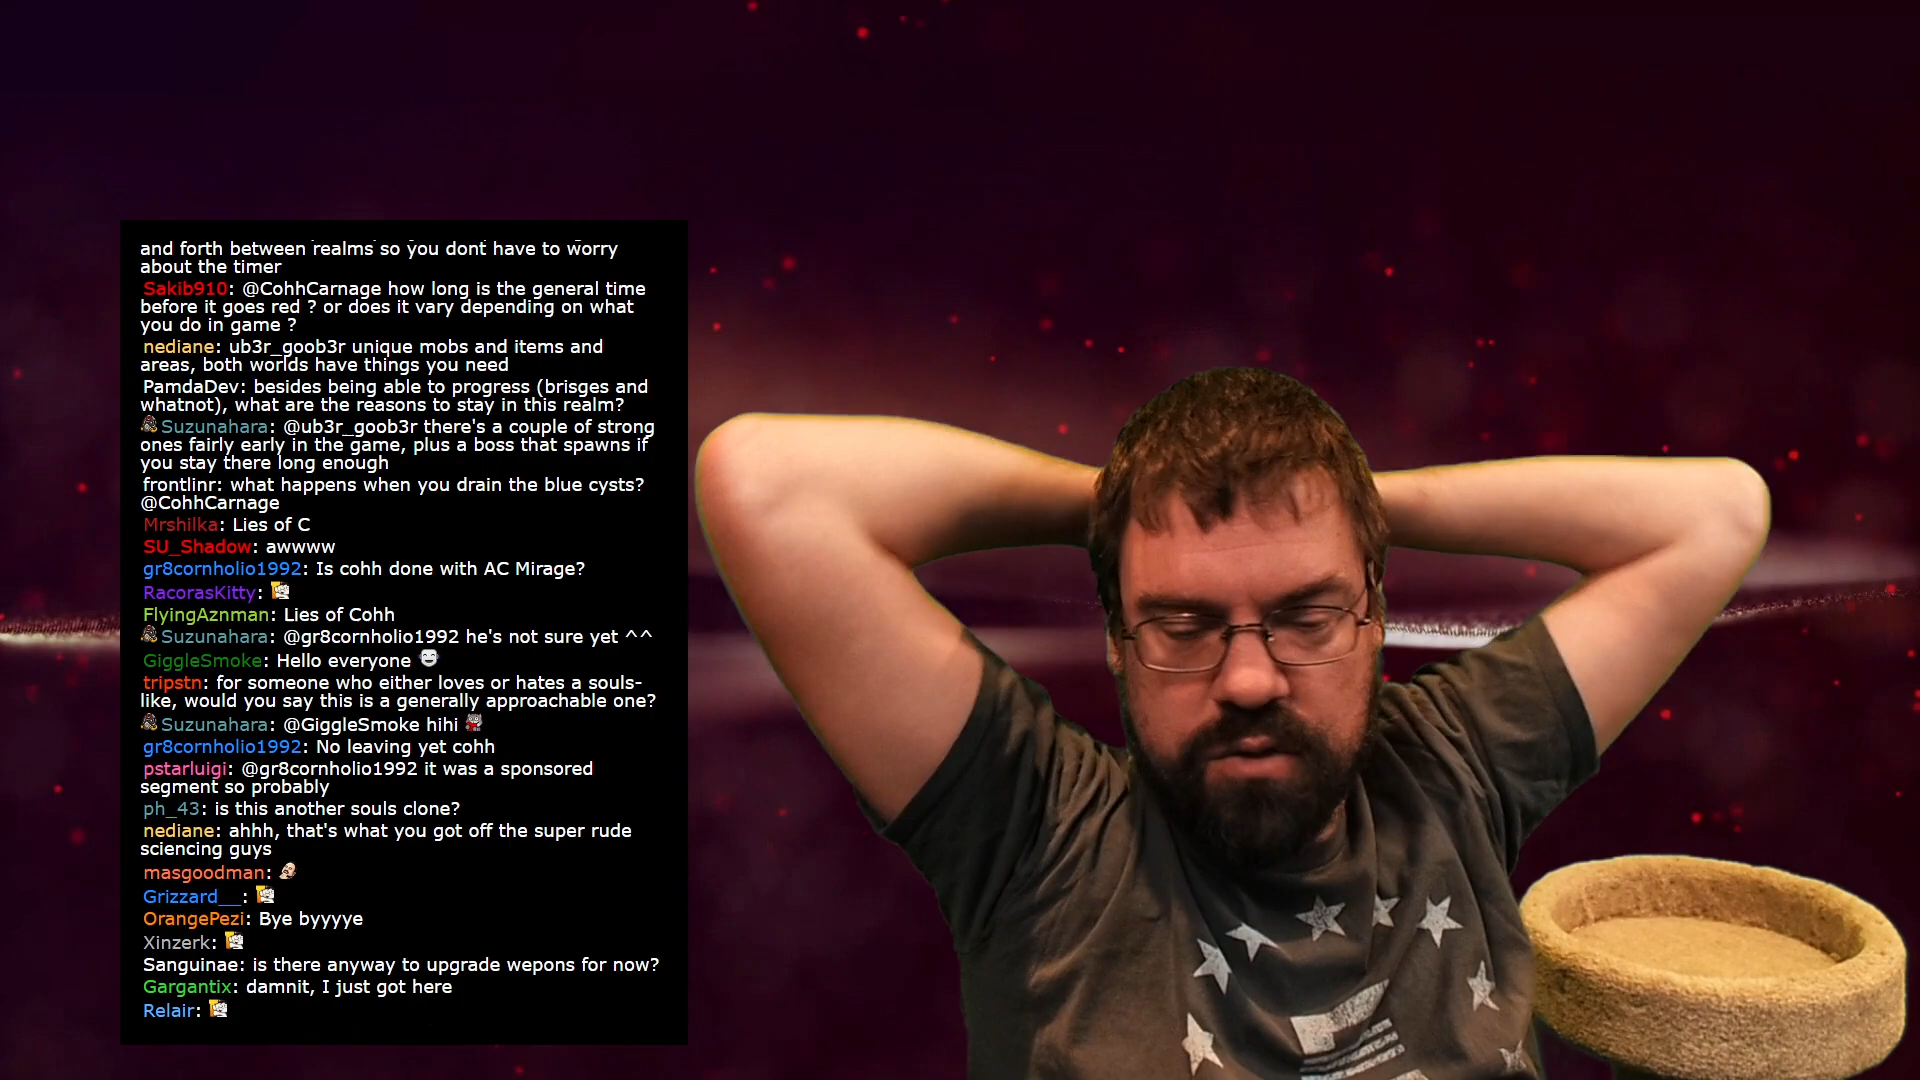 and forth between realms so you dont have to worry
about the timer
Sakib910: @CohhCarnage how long is the general time
before it goes red ? or does it vary depending on what
you do in game ?
nediane: ub3r_goob3r unique mobs and items and
areas, both worlds have things you need
PamdaDev: besides being able to progress (brisges and
whatnot), what are the reasons to stay in this realm?
Suzunahara: @ub3r_goob3r there's a couple of strong
ones fairly early in the game, plus a boss that spawns if
you stay there long enough
frontlinr: what happens when you drain the blue cysts?
@CohhCarnage
Mrshilka: Lies of C
SU_Shadow: awwww
gr8cornholio1992: Is cohh done with AC Mirage?
RacorasKitty:
FlyingAznman: Lies of Cohh
Suzunahara: @gr8cornholio1992 he's not sure yet ^^
GiggleSmoke: Hello everyone
tripstn: for someone who either loves or hates a souls-
like, would you say this is a generally approachable one?
Suzunahara: @GiggleSmoke hihi
gr8cornholio1992: No leaving yet cohh
pstarluigi: @gr8cornholio1992 it was a sponsored
segment so probably
ph_43: is this another souls clone?
nediane: ahhh, that's what you got off the super rude
sciencing guys
masgoodman:
Grizzard__:
OrangePezi: Bye byyyye
Xinzerk:
Sanguinae: is there anyway to upgrade wepons for now?
Gargantix: damnit, I just got here
Relair: